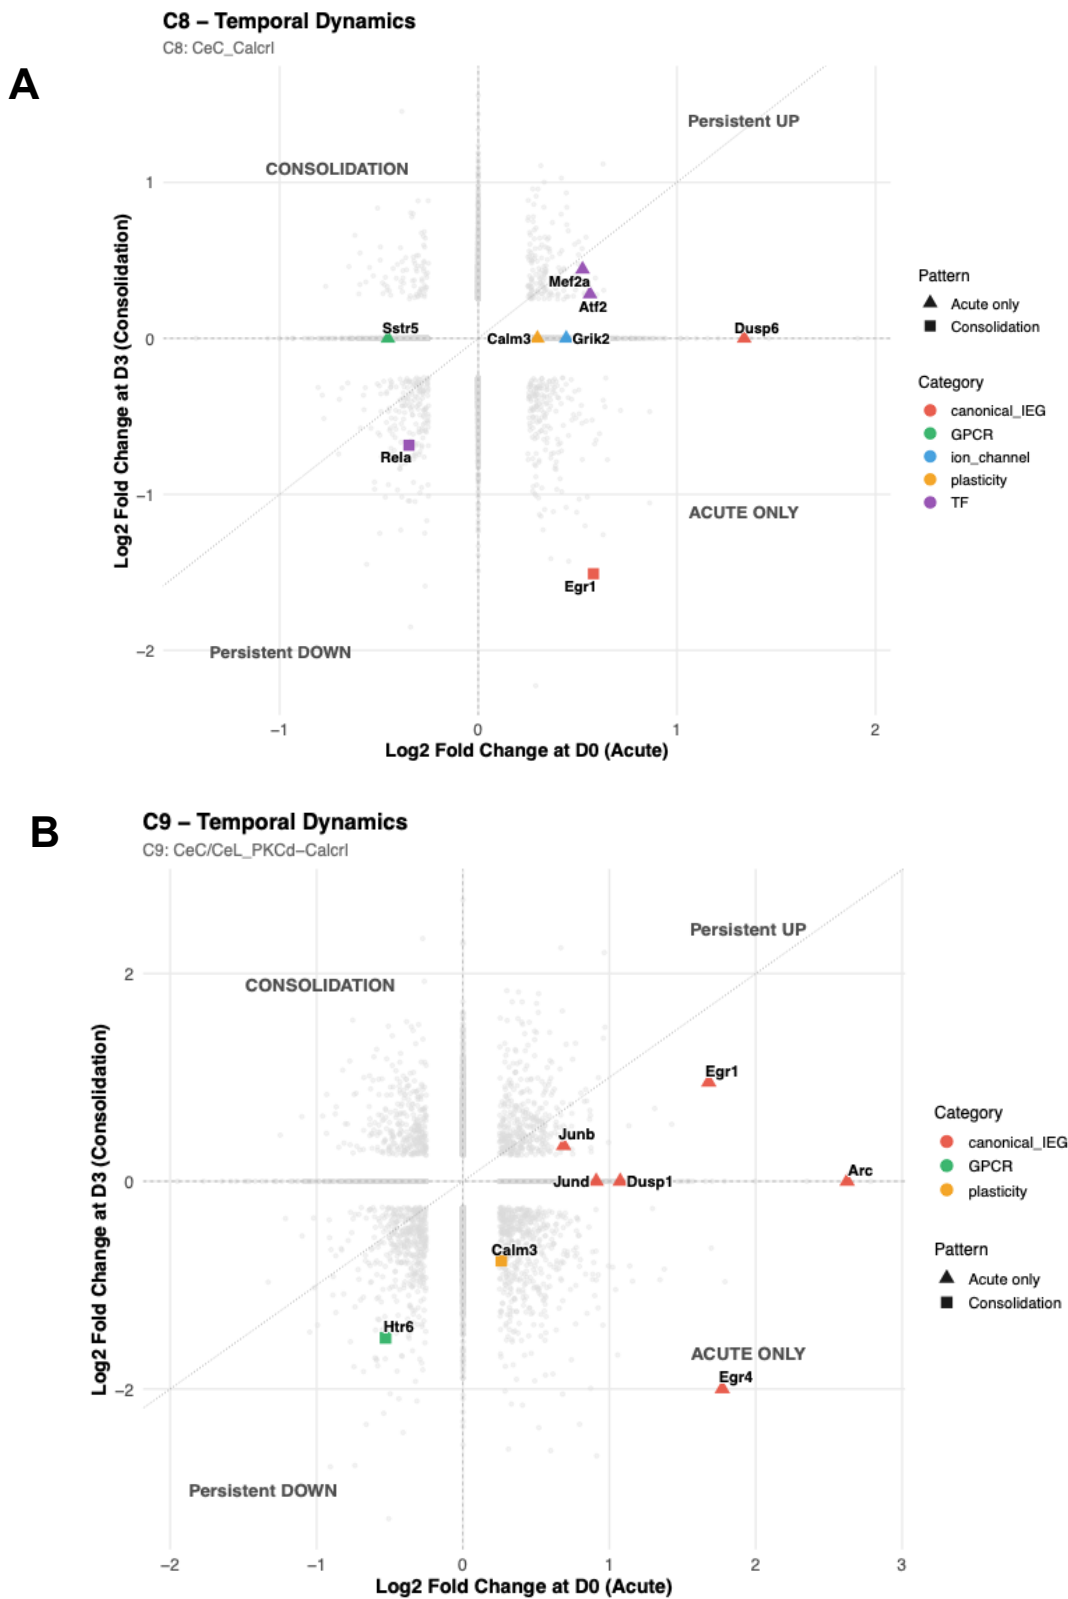 C8 – Temporal Dynamics
C8: CeC_Calcrl
A
Persistent UP
CONSOLIDATION
1
Log2 Fold Change at D3 (Consolidation)
Mef2a
Atf2
Sstr5
Calm3
Grik2
Dusp6
0
Rela
−1
ACUTE ONLY
Egr1
Persistent DOWN
−2
−1
0
1
2
Log2 Fold Change at D0 (Acute)
Pattern
Acute only
Consolidation
Category
canonical_IEG
GPCR
ion_channel
plasticity
TF
B
C9 – Temporal Dynamics
C9: CeC/CeL_PKCd−Calcrl
Persistent UP
2
CONSOLIDATION
Log2 Fold Change at D3 (Consolidation)
Egr1
Junb
Arc
0
Jund
Dusp1
Calm3
Htr6
ACUTE ONLY
Egr4
−2
Persistent DOWN
−2
−1
0
1
2
3
Log2 Fold Change at D0 (Acute)
Category
canonical_IEG
GPCR
plasticity
Pattern
Acute only
Consolidation